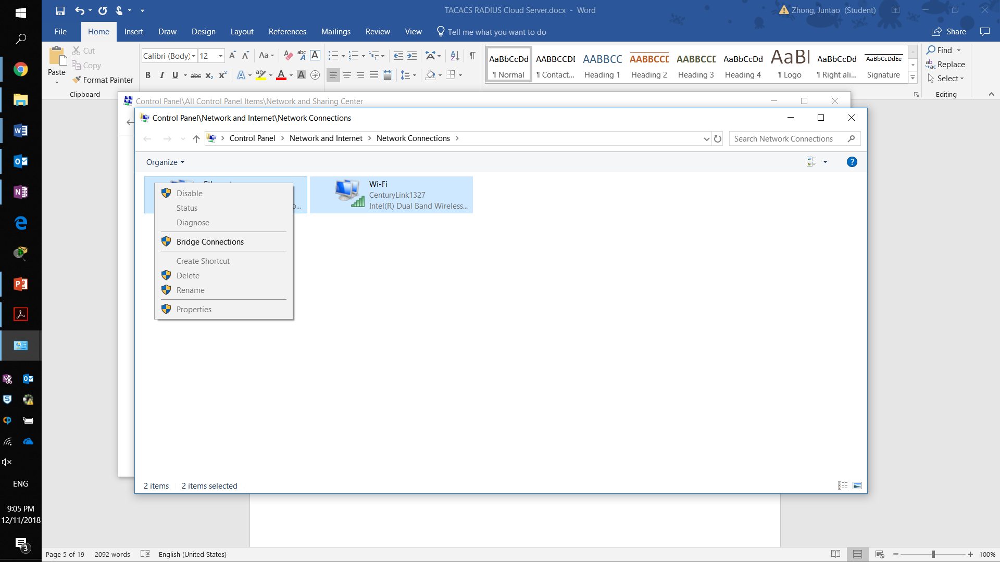 TACACS RADIUS Cloud Server.docx - Word
Zhong, Juntao (Student)
File Home Insert Draw Design Layout References Mailings Review View Tell me what you want to do
Share
Paste
Cut
Copy
Format Painter
Clipboard
Calibri (Body) 12
AaBbCcDd AABBCCDI AABBCC AABBCCD AABBCCD AaBbCcDd AaBl AaBbCcDd AaBbCcDdEe
¶ Normal ¶ Contact... Heading 1 Heading 2 Heading 3 Heading 4 ¶ Logo ¶ Right ali... Signature
Find
Replace
Select
Editing
Control Panel\All Control Panel Items\Network and Sharing Center
Control Panel\Network and Internet\Network Connections
Control Panel > Network and Internet > Network Connections >
Search Network Connections
Organize
Disable
Status
Diagnose
Bridge Connections
Create Shortcut
Delete
Rename
Properties
Wi-Fi
CenturyLink1327
Intel(R) Dual Band Wireless...
2 items 2 items selected
ENG
9:05 PM
12/11/2018
3
Page 5 of 19 2092 words English (United States)
100%